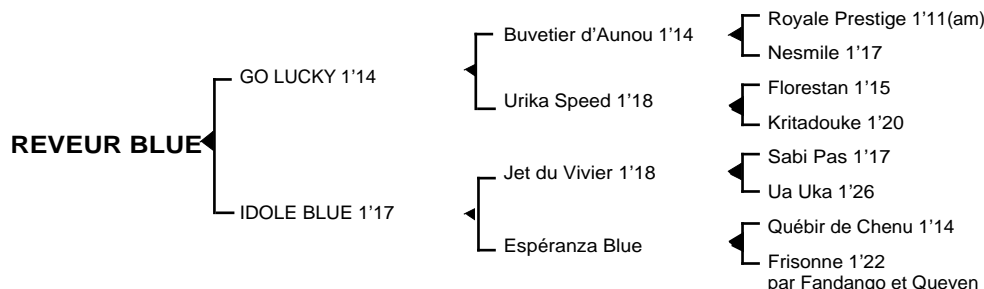 REVEUR BLUE
GO LUCKY 1’14
IDOLE BLUE 1’17
Buvetier d’Aunou 1’14
Urika Speed 1’18
Jet du Vivier 1’18
Espéranza Blue
Royale Prestige 1’11(am)
Nesmile 1’17
Florestan 1’15
Kritadouke 1’20
Sabi Pas 1’17
Ua Uka 1’26
Québir de Chenu 1’14
Frisonne 1’22
par Fandango et Queven